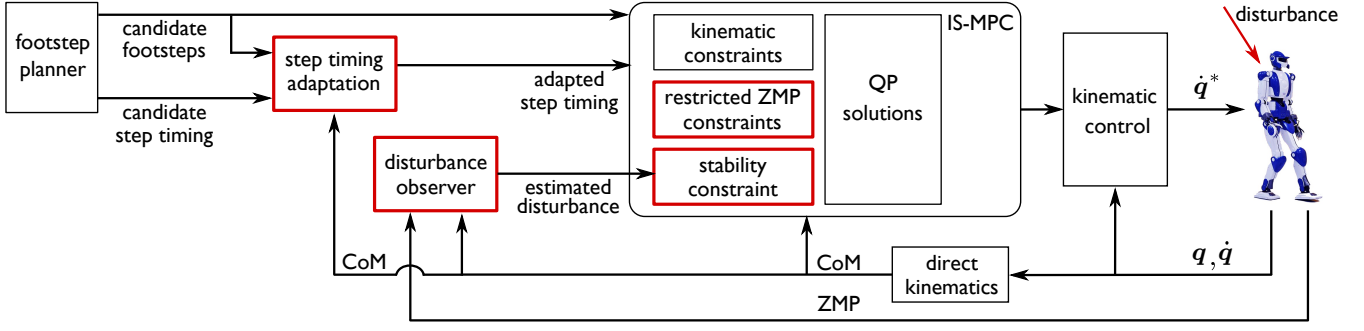 footstep
planner
candidate
footsteps
candidate
step timing
step timing
adaptation
adapted
step timing
disturbance
observer
estimated
disturbance
IS-MPC
kinematic
constraints
restricted ZMP
constraints
stability
constraint
QP
solutions
kinematic
control
q̇*
disturbance
q, q̇
direct
kinematics
CoM
CoM
ZMP